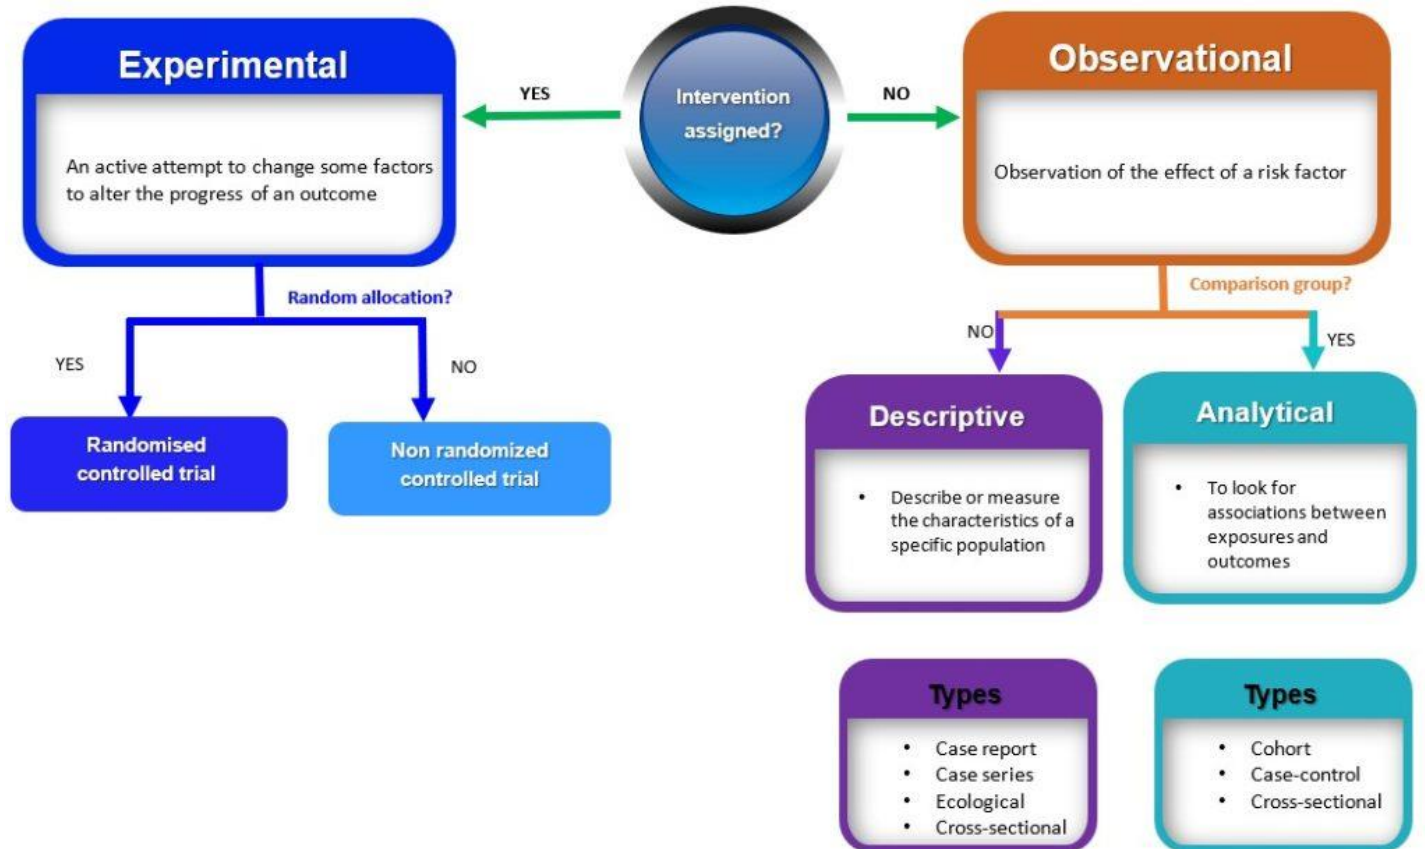 Experimental
An active attempt to change some factors
to alter the progress of an outcome
YES
Intervention
assigned?
NO
Observational
Observation of the effect of a risk factor
Random allocation?
YES
NO
Randomised
controlled trial
Non randomized
controlled trial
Comparison group?
NO
YES
Descriptive
• Describe or measure
the characteristics of a
specific population
Analytical
• To look for
associations between
exposures and
outcomes
Types
• Case report
• Case series
• Ecological
• Cross-sectional
Types
• Cohort
• Case-control
• Cross-sectional